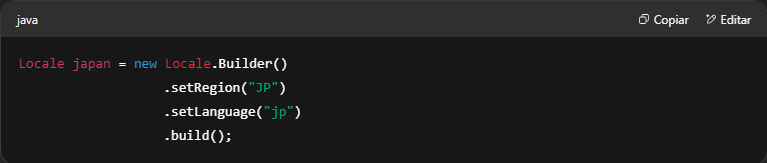 java
Copiar
Editar
Locale japan = new Locale.Builder()
.setRegion("JP")
.setLanguage("jp")
.build();